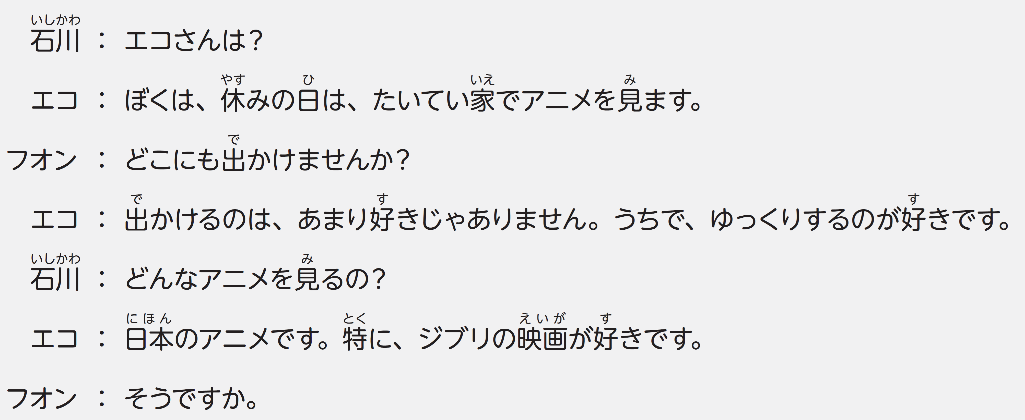 石川：エコさんは？
エコ：ぼくは、休みの日は、たいてい家でアニメを見ます。
フオン：どこにも出かけませんか？
エコ：出かけるのは、あまり好きじゃありません。うちで、ゆっくりするのが好きです。
石川：どんなアニメを見るの？
エコ：日本のアニメです。特に、ジブリの映画が好きです。
フオン：そうですか。